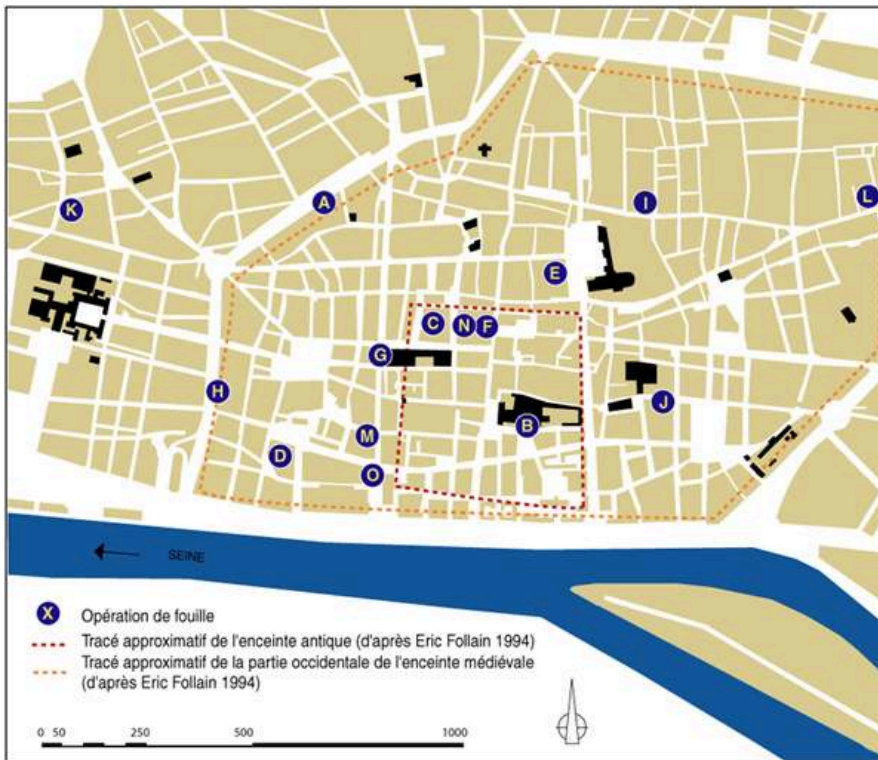 A
K
I
L
E
C
N
F
G
H
J
B
M
D
O
SEINE
X Opération de fouille
Tracé approximatif de l'enceinte antique (d'après Eric Follain 1994)
Tracé approximatif de la partie occidentale de l'enceinte médiévale
(d'après Eric Follain 1994)
0 50 250 500 1000